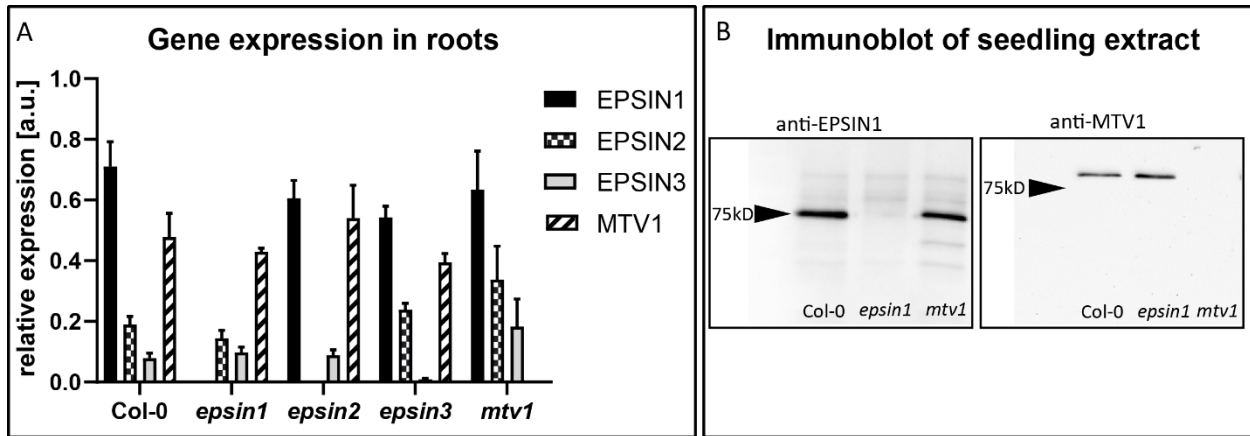 A
Gene expression in roots
relative expression [a.u.]
1.0
0.8
0.6
0.4
0.2
0.0
EPSIN1
EPSIN2
EPSIN3
MTV1
Col-0 epsin1 epsin2 epsin3 mtv1
B
Immunoblot of seedling extract
anti-EPSIN1
75kD
Col-0 epsin1 mtv1
anti-MTV1
75kD
Col-0 epsin1 mtv1